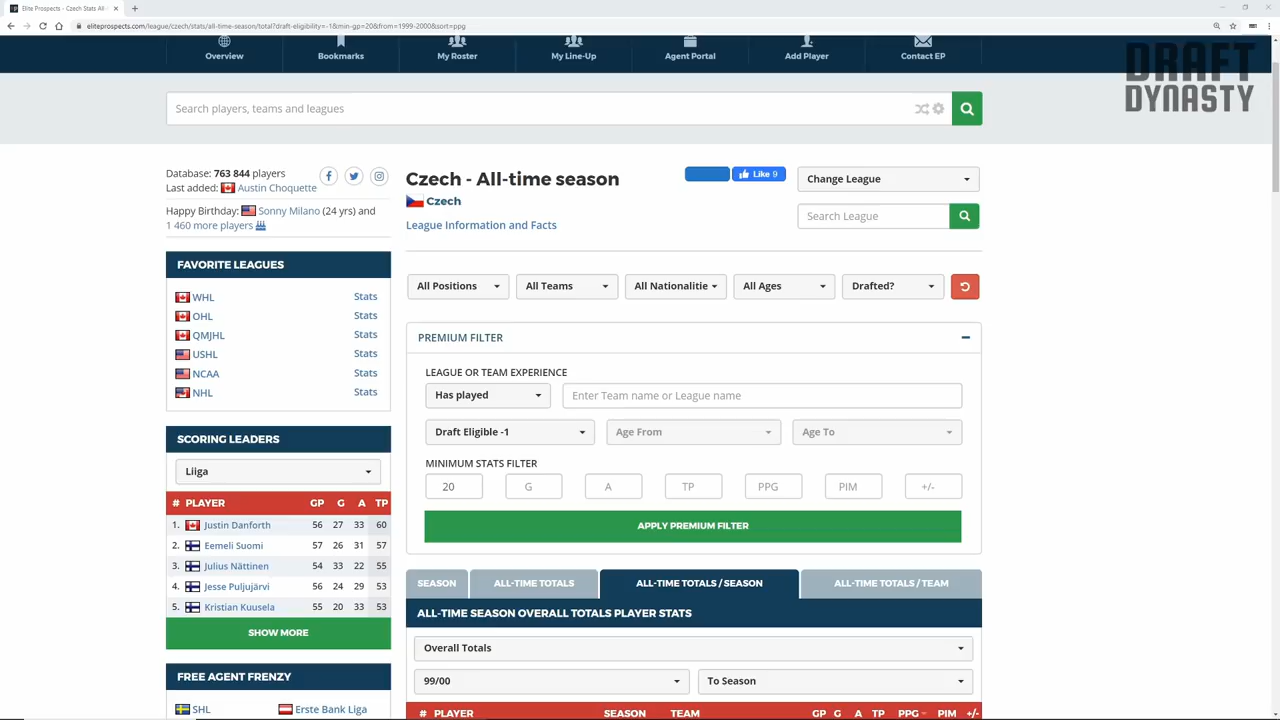 Elite Prospects - Czech Stats All-
eliteprospects.com/league/czech/stats/all-time-season/total?draft-eligibility=-1&min-gp=20&from=1999-2000&sort=ppg
Overview
Bookmarks
My Roster
My Line-Up
Agent Portal
Add Player
Contact EP
DRAFT
DYNASTY
Search players, teams and leagues
Database: 763 844 players
Last added: Austin Choquette
Happy Birthday: Sonny Milano (24 yrs) and
1 460 more players
FAVORITE LEAGUES
WHL Stats
OHL Stats
QMJHL Stats
USHL Stats
NCAA Stats
NHL Stats
SCORING LEADERS
Liiga
# PLAYER GP G A TP
1. Justin Danforth 56 27 33 60
2. Eemeli Suomi 57 26 31 57
3. Julius Nättinen 54 33 22 55
4. Jesse Puljujärvi 56 24 29 53
5. Kristian Kuusela 55 20 33 53
SHOW MORE
FREE AGENT FRENZY
SHL Erste Bank Liga
Czech - All-time season
Czech
League Information and Facts
Like 9
Change League
Search League
All Positions
All Teams
All Nationalitie
All Ages
Drafted?
PREMIUM FILTER
LEAGUE OR TEAM EXPERIENCE
Has played
Enter Team name or League name
Draft Eligible -1
Age From
Age To
MINIMUM STATS FILTER
20 G A TP PPG PIM +/-
APPLY PREMIUM FILTER
SEASON
ALL-TIME TOTALS
ALL-TIME TOTALS / SEASON
ALL-TIME TOTALS / TEAM
ALL-TIME SEASON OVERALL TOTALS PLAYER STATS
Overall Totals
99/00
To Season
# PLAYER SEASON TEAM GP G A TP PPG PIM +/-